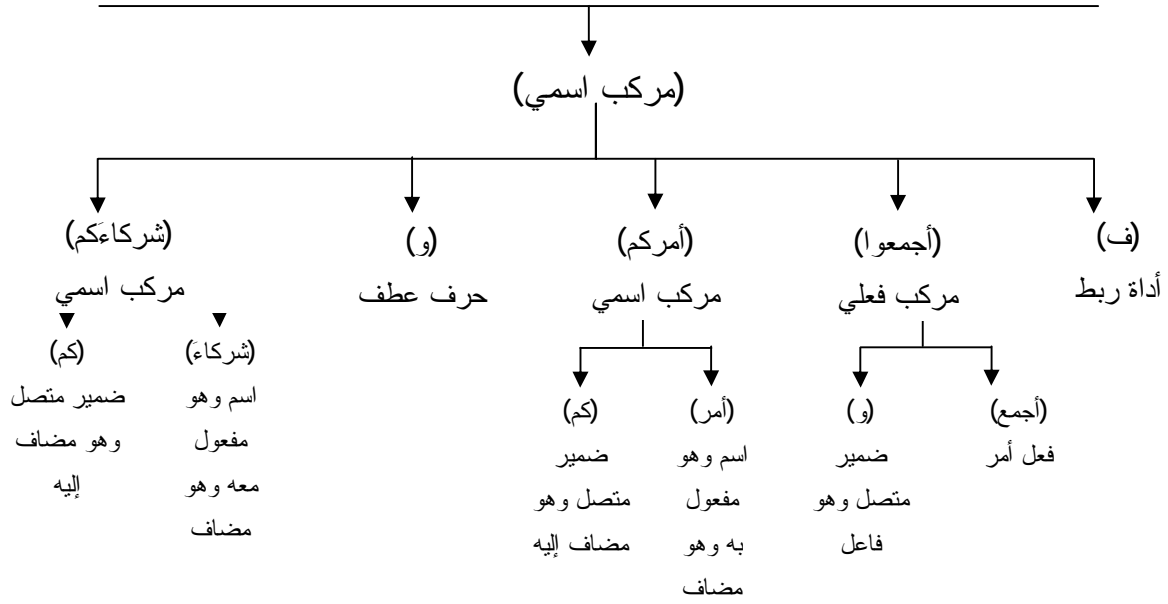 (مركب اسمي)
(ف)
أداة ربط
(أجمعوا)
مركب فعلي
(أمركم)
مركب اسمي
(و)
حرف عطف
(شركاءَكم)
مركب اسمي
(أجمع)
فعل أمر
(و)
ضمير
متصل وهو
فاعل
(أمر)
اسم وهو
مفعول
به وهو
مضاف
(كم)
ضمير
متصل وهو
مضاف إليه
(شركاءَ)
اسم وهو
مفعول
معه وهو
مضاف
(كم)
ضمير متصل
وهو مضاف
إليه